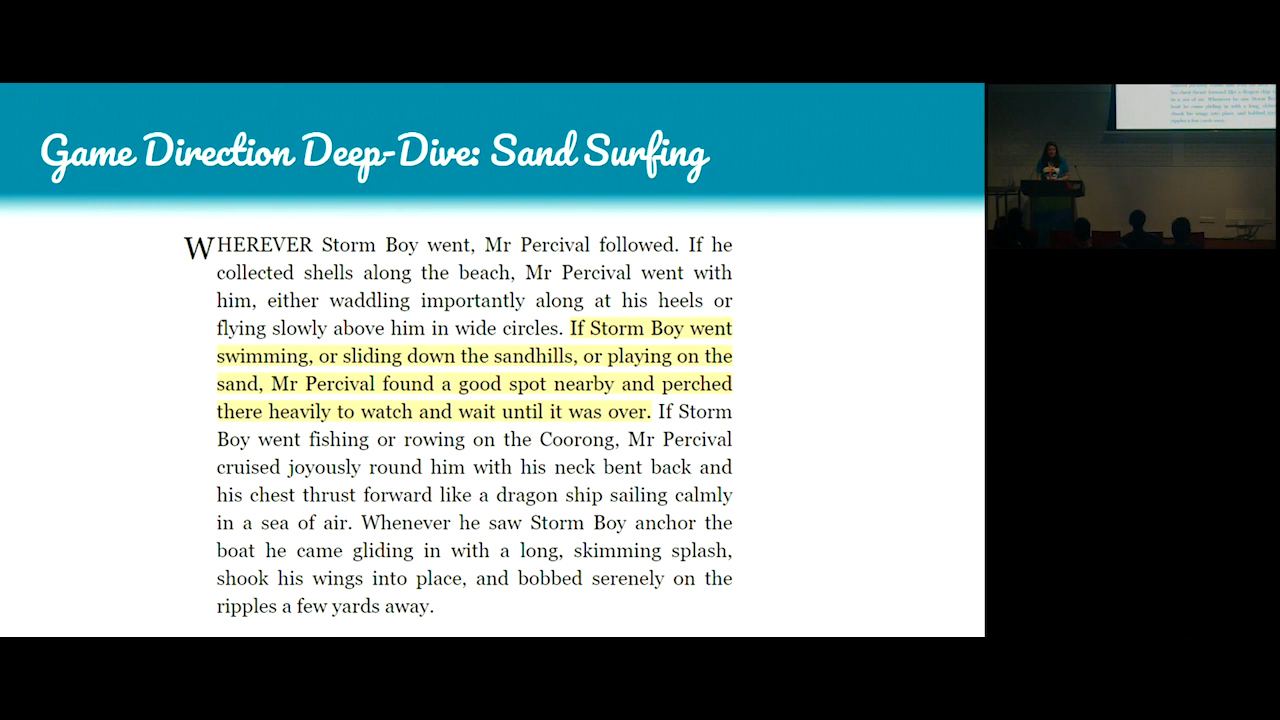 Game Direction Deep-Dive: Sand Surfing
WHEREVER Storm Boy went, Mr Percival followed. If he
collected shells along the beach, Mr Percival went with
him, either waddling importantly along at his heels or
flying slowly above him in wide circles. If Storm Boy went
swimming, or sliding down the sandhills, or playing on the
sand, Mr Percival found a good spot nearby and perched
there heavily to watch and wait until it was over. If Storm
Boy went fishing or rowing on the Coorong, Mr Percival
cruised joyously round him with his neck bent back and
his chest thrust forward like a dragon ship sailing calmly
in a sea of air. Whenever he saw Storm Boy anchor the
boat he came gliding in with a long, skimming splash,
shook his wings into place, and bobbed serenely on the
ripples a few yards away.